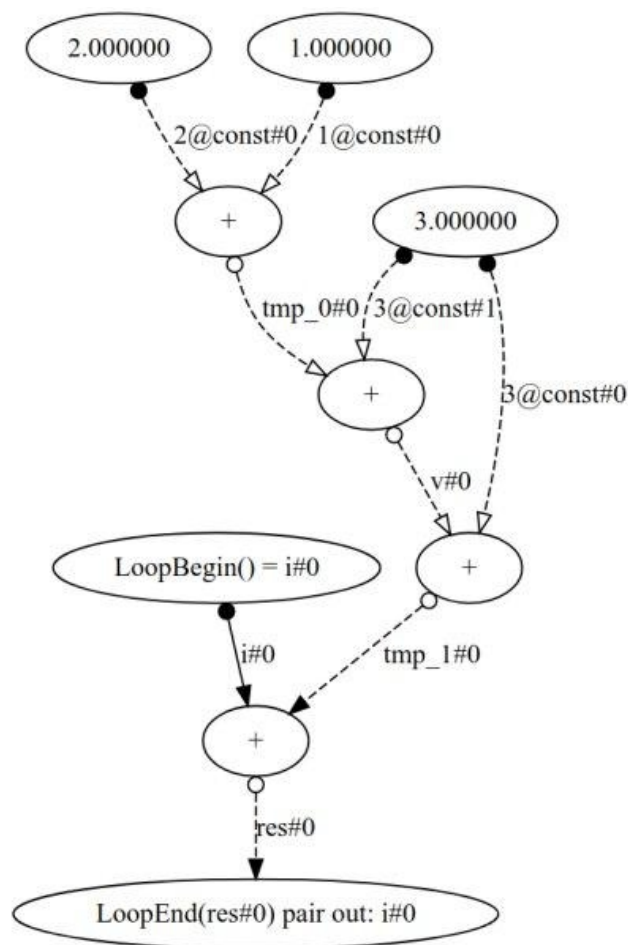 2.000000
1.000000
2@const#0
1@const#0
+
3.000000
tmp_0#0
3@const#1
+
3@const#0
v#0
LoopBegin() = i#0
+
i#0
tmp_1#0
+
res#0
LoopEnd(res#0) pair out: i#0